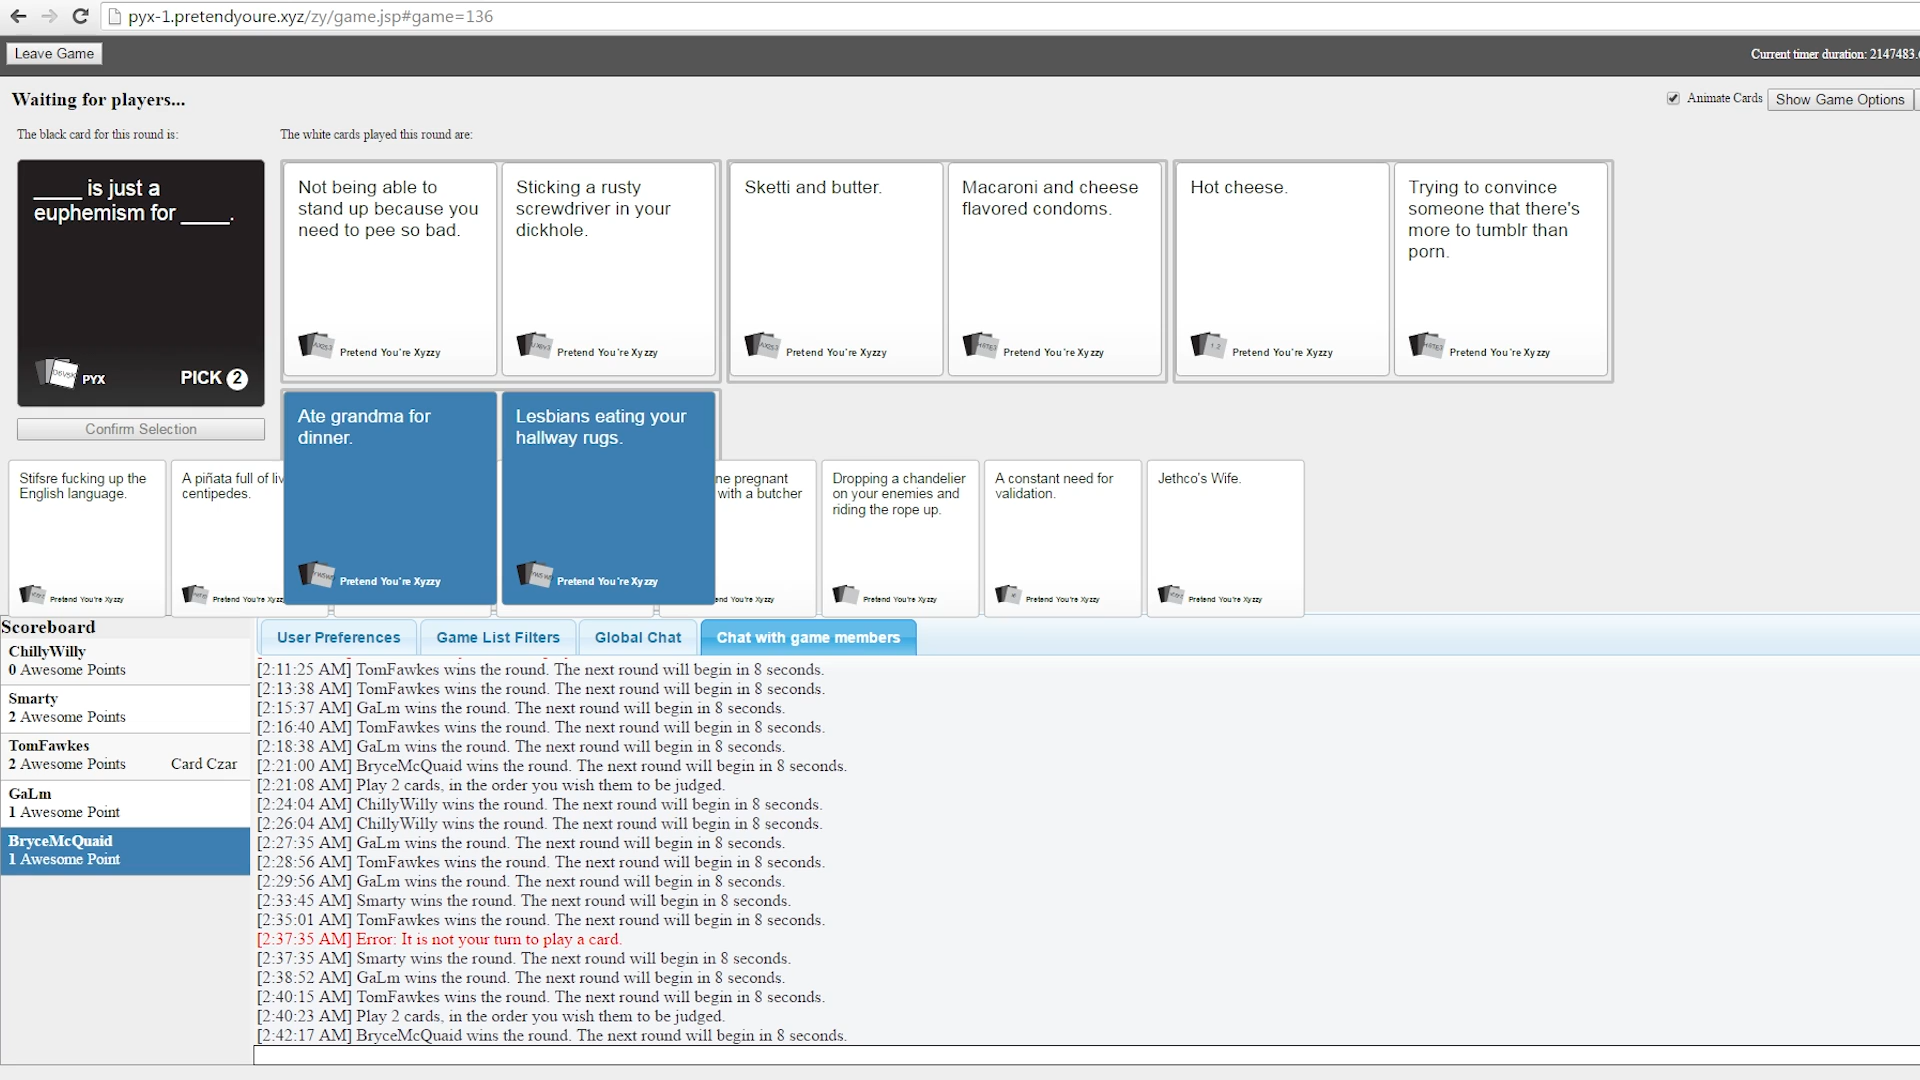 pyx-1.pretendyoure.xyz/zy/game.jsp#game=136
Leave Game
Current timer duration: 2147483.
Waiting for players...
Animate Cards
Show Game Options
The black card for this round is:
The white cards played this round are:
____ is just a
euphemism for ____.
PYX
PICK 2
Confirm Selection
Not being able to
stand up because you
need to pee so bad.
Pretend You're Xyzzy
Sticking a rusty
screwdriver in your
dickhole.
Pretend You're Xyzzy
Sketti and butter.
Pretend You're Xyzzy
Macaroni and cheese
flavored condoms.
Pretend You're Xyzzy
Hot cheese.
Pretend You're Xyzzy
Trying to convince
someone that there's
more to tumblr than
porn.
Pretend You're Xyzzy
Ate grandma for
dinner.
Pretend You're Xyzzy
Lesbians eating your
hallway rugs.
Pretend You're Xyzzy
Stifsre fucking up the
English language.
Pretend You're Xyzzy
A piñata full of liv
centipedes.
Pretend You're Xyz
ne pregnant
with a butcher
nd You're Xyzzy
Dropping a chandelier
on your enemies and
riding the rope up.
Pretend You're Xyzzy
A constant need for
validation.
Pretend You're Xyzzy
Jethco's Wife.
Pretend You're Xyzzy
Scoreboard
ChillyWilly
0 Awesome Points
Smarty
2 Awesome Points
TomFawkes
2 Awesome Points Card Czar
GaLm
1 Awesome Point
BryceMcQuaid
1 Awesome Point
User Preferences
Game List Filters
Global Chat
Chat with game members
[2:11:25 AM] TomFawkes wins the round. The next round will begin in 8 seconds.
[2:13:38 AM] TomFawkes wins the round. The next round will begin in 8 seconds.
[2:15:37 AM] GaLm wins the round. The next round will begin in 8 seconds.
[2:16:40 AM] TomFawkes wins the round. The next round will begin in 8 seconds.
[2:18:38 AM] GaLm wins the round. The next round will begin in 8 seconds.
[2:21:00 AM] BryceMcQuaid wins the round. The next round will begin in 8 seconds.
[2:21:08 AM] Play 2 cards, in the order you wish them to be judged.
[2:24:04 AM] ChillyWilly wins the round. The next round will begin in 8 seconds.
[2:26:04 AM] ChillyWilly wins the round. The next round will begin in 8 seconds.
[2:27:35 AM] GaLm wins the round. The next round will begin in 8 seconds.
[2:28:56 AM] TomFawkes wins the round. The next round will begin in 8 seconds.
[2:29:56 AM] GaLm wins the round. The next round will begin in 8 seconds.
[2:33:45 AM] Smarty wins the round. The next round will begin in 8 seconds.
[2:35:01 AM] TomFawkes wins the round. The next round will begin in 8 seconds.
[2:37:35 AM] Error: It is not your turn to play a card.
[2:37:35 AM] Smarty wins the round. The next round will begin in 8 seconds.
[2:38:52 AM] GaLm wins the round. The next round will begin in 8 seconds.
[2:40:15 AM] TomFawkes wins the round. The next round will begin in 8 seconds.
[2:40:23 AM] Play 2 cards, in the order you wish them to be judged.
[2:42:17 AM] BryceMcQuaid wins the round. The next round will begin in 8 seconds.